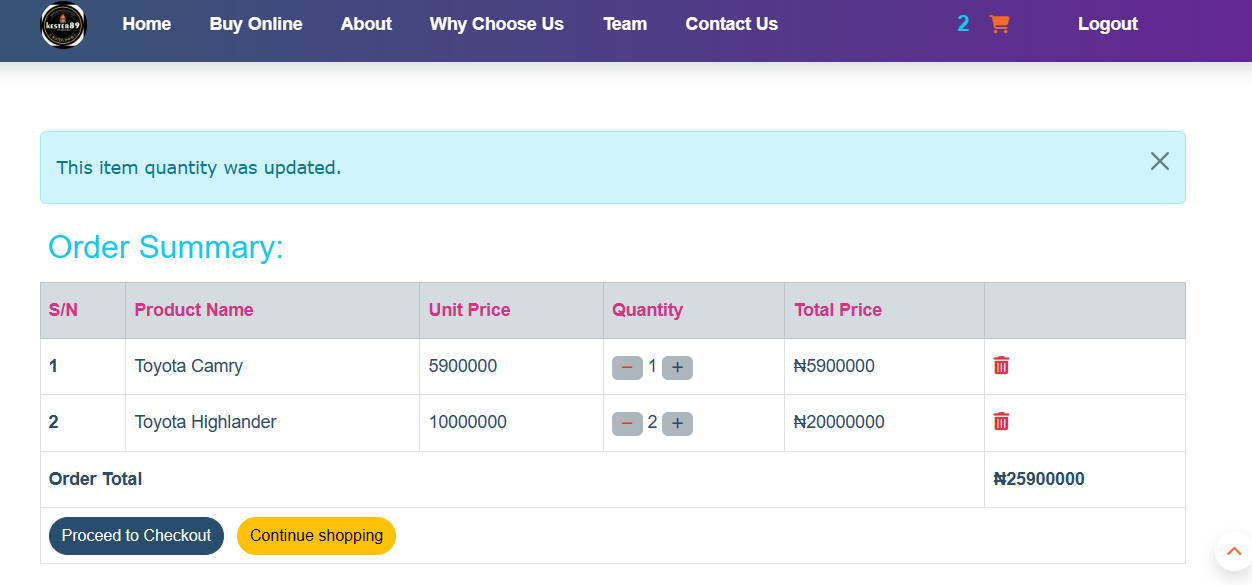 KESTER89
Home Buy Online About Why Choose Us Team Contact Us 2 Logout
This item quantity was updated.
Order Summary:
S/N Product Name Unit Price Quantity Total Price
1 Toyota Camry 5900000 − 1 + ₦5900000
2 Toyota Highlander 10000000 − 2 + ₦20000000
Order Total ₦25900000
Proceed to Checkout Continue shopping